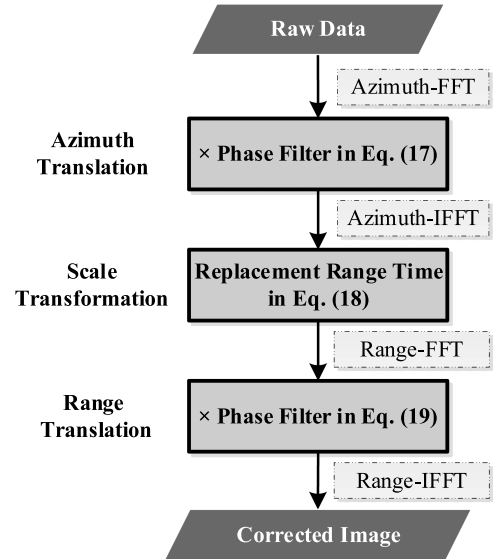 Raw Data
Azimuth-FFT
Azimuth
Translation
× Phase Filter in Eq. (17)
Azimuth-IFFT
Scale
Transformation
Replacement Range Time
in Eq. (18)
Range-FFT
Range
Translation
× Phase Filter in Eq. (19)
Range-IFFT
Corrected Image